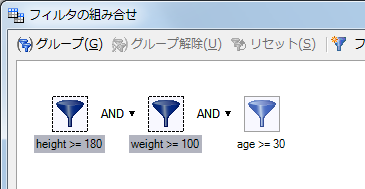 フィルタの組み合せ
グループ(G) グループ解除(U) リセット(S) フ
AND ▼ AND ▼
height >= 180 weight >= 100 age >= 30